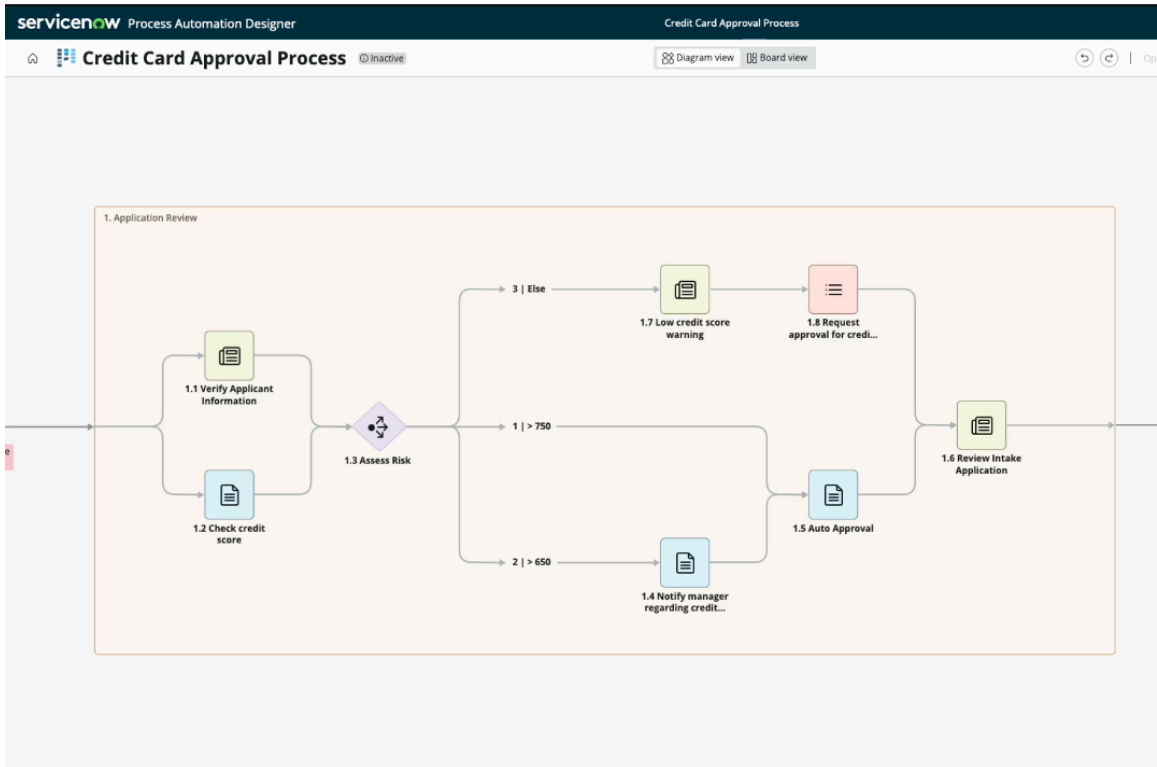 servicenow Process Automation Designer
Credit Card Approval Process
Credit Card Approval Process
Inactive
Diagram view
Board view
Op
1. Application Review
3 | Else
1.7 Low credit score
warning
1.8 Request
approval for credi...
1.1 Verify Applicant
Information
1.3 Assess Risk
1 | > 750
1.6 Review Intake
Application
e
1.2 Check credit
score
1.5 Auto Approval
2 | > 650
1.4 Notify manager
regarding credit...